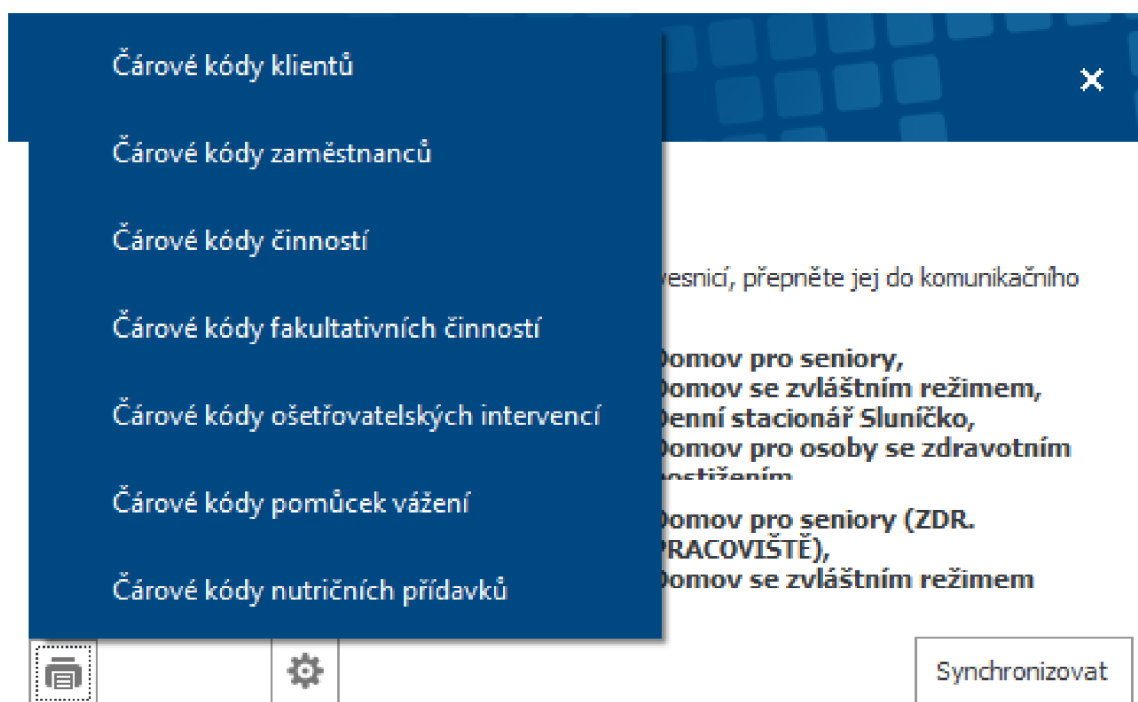 Čárové kódy klientů
Čárové kódy zaměstnanců
Čárové kódy činností
Čárové kódy fakultativních činností
Čárové kódy ošetřovatelských intervencí
Čárové kódy pomůcek vážení
Čárové kódy nutričních přídavků
přepněte jej do komunikačního
Domov pro seniory,
Domov se zvláštním režimem,
Denní stacionář Sluníčko,
Domov pro osoby se zdravotním
Domov pro seniory (ZDR.
PRACOVIŠTĚ),
Domov se zvláštním režimem
Synchronizovat